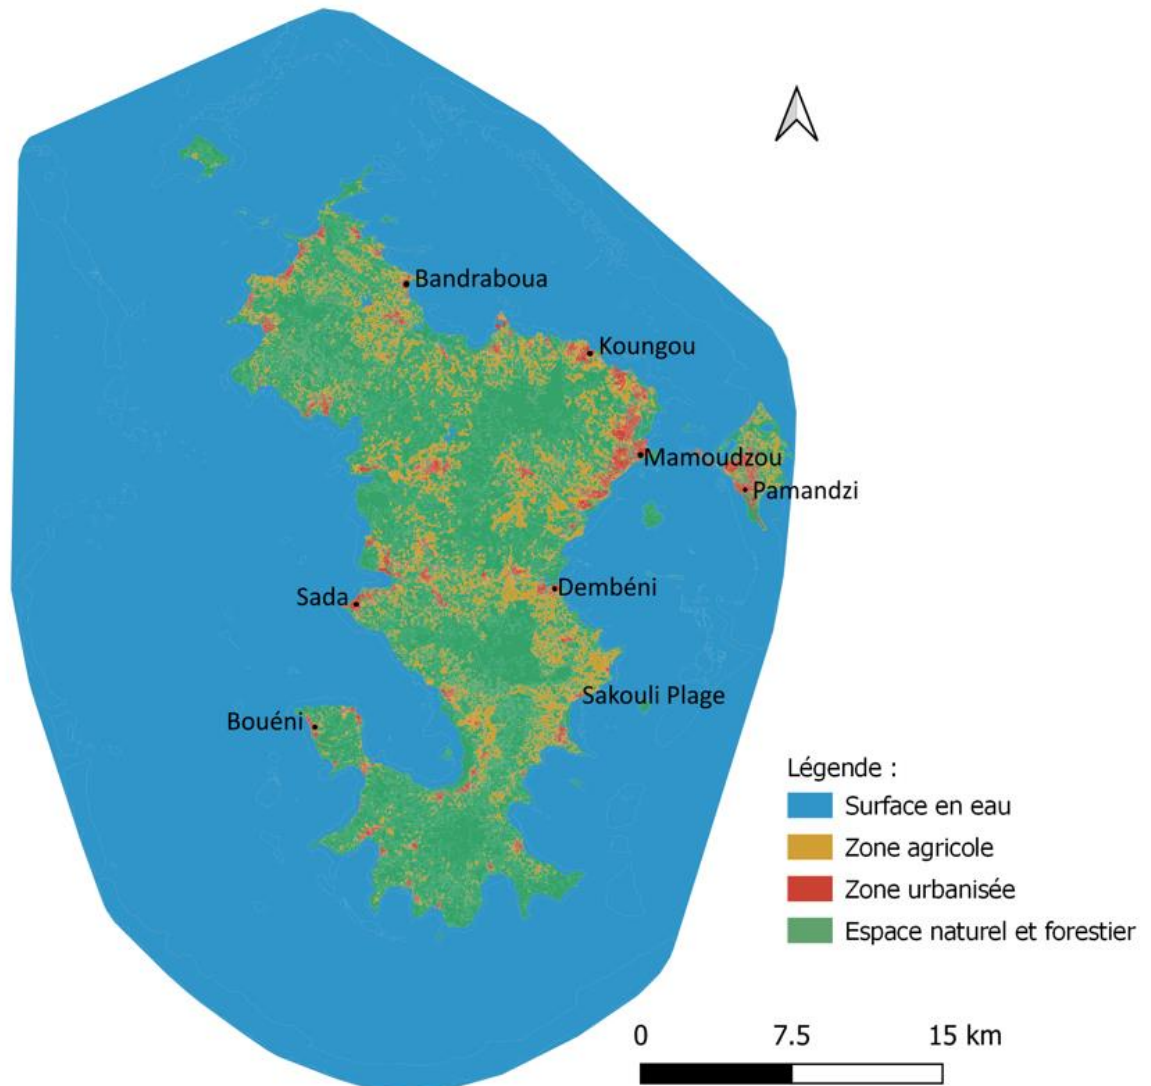 Bandraboua
Koungou
Mamoudzou
Pamandzi
Dembéni
Sada
Sakouli Plage
Bouéni
Légende :
Surface en eau
Zone agricole
Zone urbanisée
Espace naturel et forestier
0 7.5 15 km